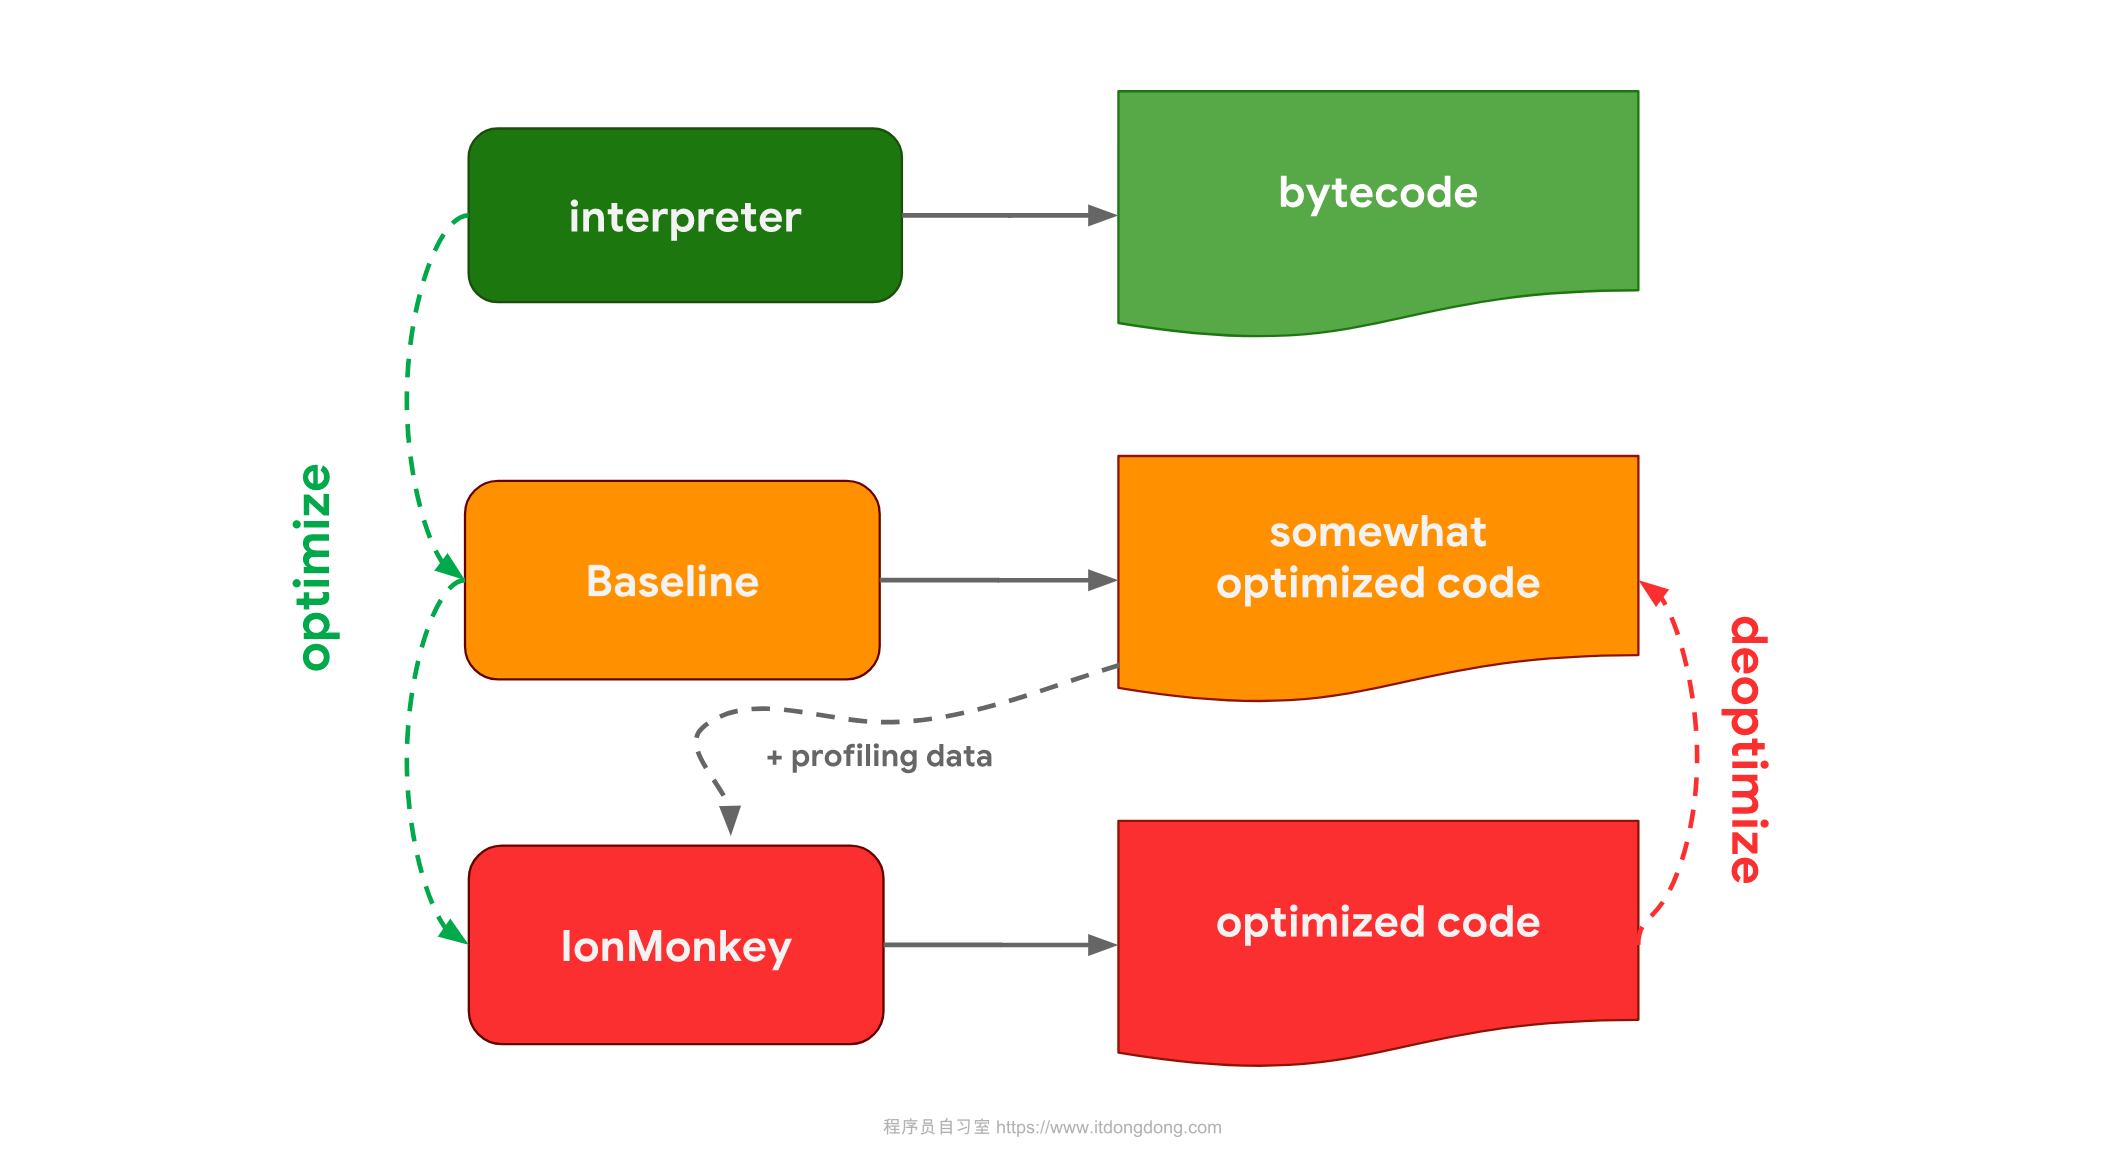 interpreter
bytecode
optimize
Baseline
somewhat
optimized code
+ profiling data
deoptimize
IonMonkey
optimized code
程序员自习室 https://www.itdongdong.com